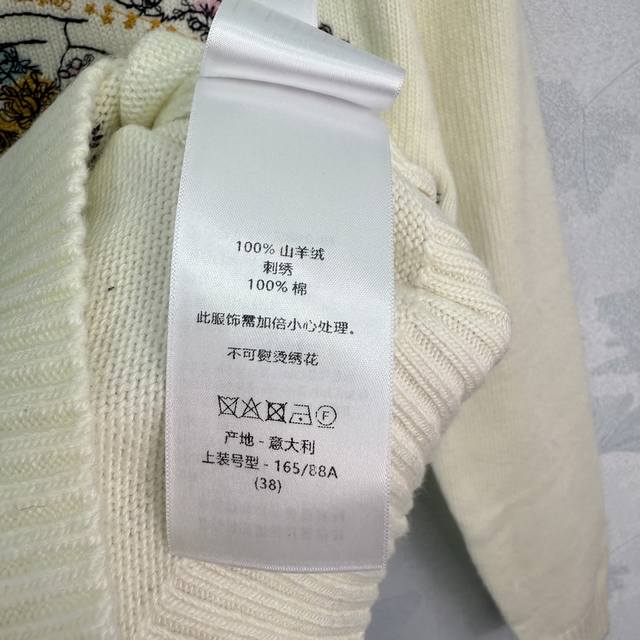 100% 山羊绒
刺绣
100% 棉
此服饰需加倍小心处理。
不可熨烫绣花
F
产地 - 意大利
上装号型 - 165/88A
(38)